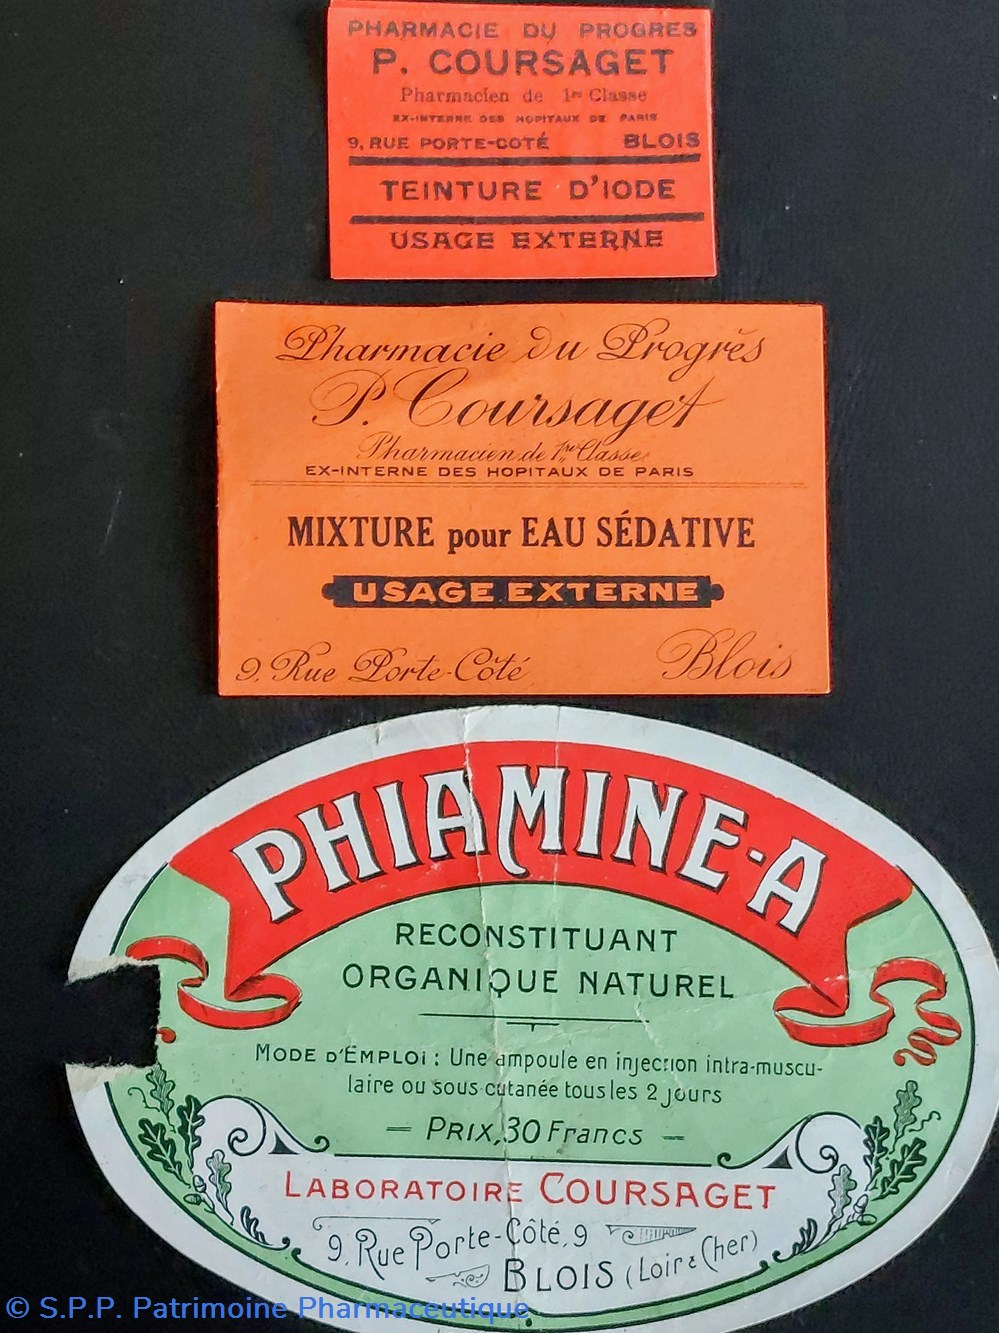 PHARMACIE DU PROGRES
P. COURSAGET
Pharmacien de 1re Classe
EX-INTERNE DES HOPITAUX DE PARIS
9, RUE PORTE-COTÉ BLOIS
TEINTURE D'IODE
USAGE EXTERNE
Pharmacie du Progrès
P. Coursaget
Pharmacien de 1re Classe
EX-INTERNE DES HOPITAUX DE PARIS
MIXTURE pour EAU SÉDATIVE
USAGE EXTERNE
9. Rue Porte-Côté Blois
PHIAMINE-A
RECONSTITUANT
ORGANIQUE NATUREL
MODE D'ÉMPLOI : Une ampoule en injection intra-muscu-
laire ou sous cutanée tous les 2 jours
— PRIX, 30 Francs —
LABORATOIRE COURSAGET
9, Rue Porte-Côté, 9
BLOIS (Loir & Cher)
© S.P.P. Patrimoine Pharmaceutique